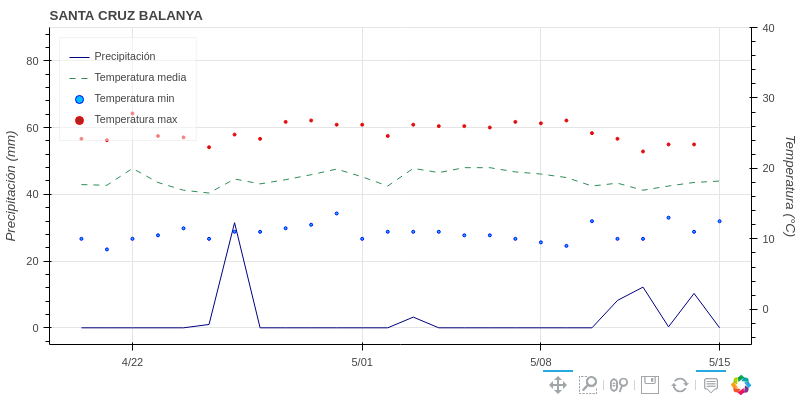 SANTA CRUZ BALANYA
Precipitación
Temperatura media
Temperatura min
Temperatura max
Precipitación (mm)
80
60
40
20
0
Temperatura (°C)
40
30
20
10
0
4/22
5/01
5/08
5/15